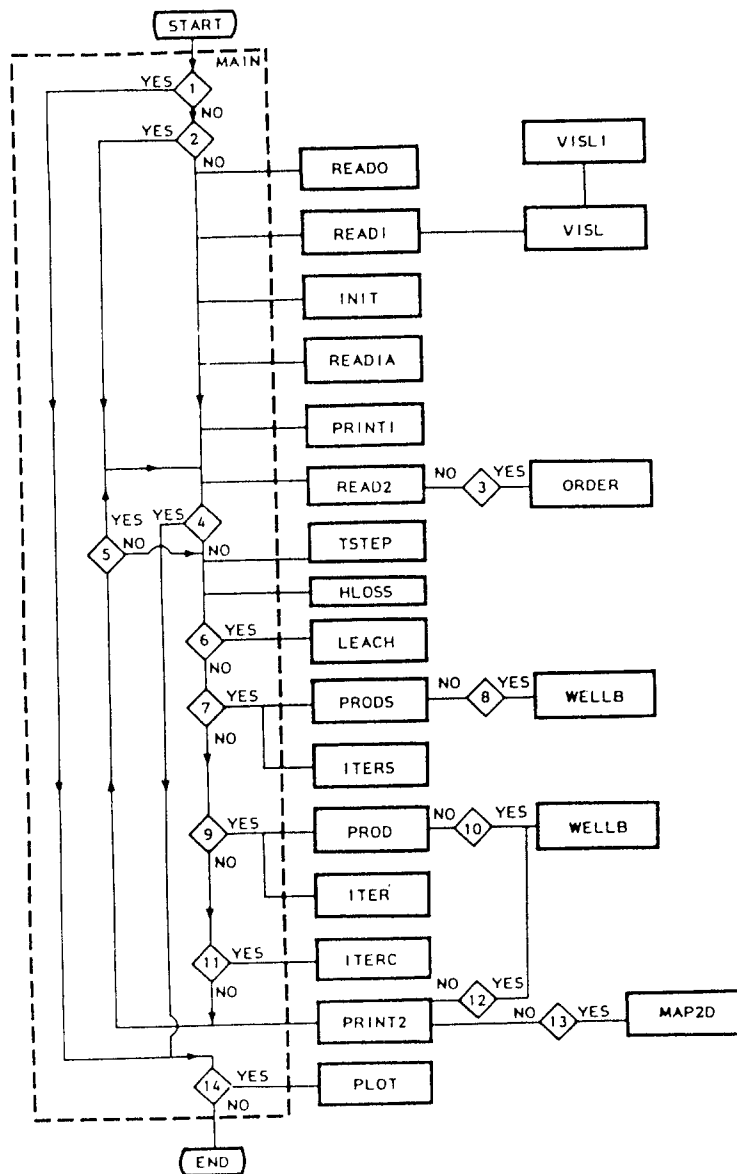 START
MAIN
YES
1
NO
YES
2
NO
READ0
VISL1
READ1
VISL
INIT
READ1A
PRINT1
READ2
NO
3
YES
ORDER
YES
YES
4
5
NO
NO
TSTEP
HLOSS
6
YES
LEACH
NO
7
YES
PRODS
NO
8
YES
WELLB
NO
ITERS
9
YES
PROD
NO
10
YES
WELLB
NO
ITER
11
YES
ITERC
NO
NO
12
YES
PRINT2
NO
13
YES
MAP2D
14
YES
PLOT
NO
END